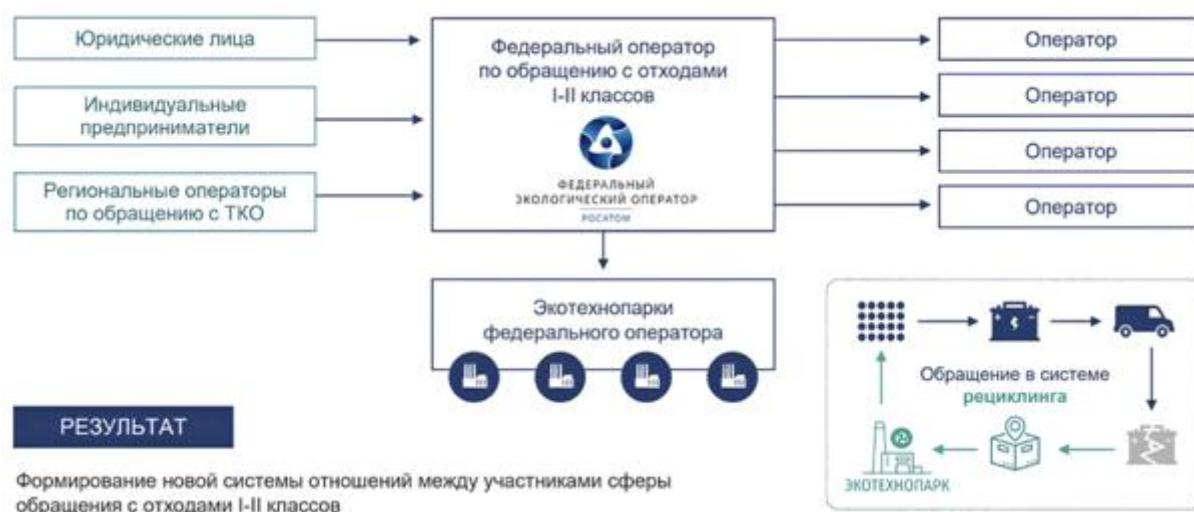 Юридические лица
Индивидуальные
предприниматели
Региональные операторы
по обращению с ТКО
Федеральный оператор
по обращению с отходами
I-II классов
ФЕДЕРАЛЬНЫЙ
ЭКОЛОГИЧЕСКИЙ ОПЕРАТОР
РОСАТОМ
Оператор
Оператор
Оператор
Оператор
Экотехнопарки
федерального оператора
Обращение в системе
рециклинга
ЭКОТЕХНОПАРК
РЕЗУЛЬТАТ
Формирование новой системы отношений между участниками сферы
обращения с отходами I-II классов